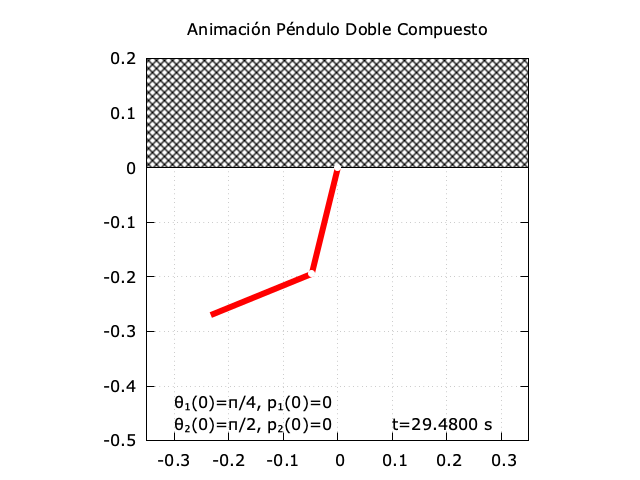 Animación Péndulo Doble Compuesto
0.2
0.1
0
-0.1
-0.2
-0.3
-0.4
-0.5
θ₁(0)=π/4, p₁(0)=0
θ₂(0)=π/2, p₂(0)=0
t=29.4800 s
-0.3 -0.2 -0.1 0 0.1 0.2 0.3